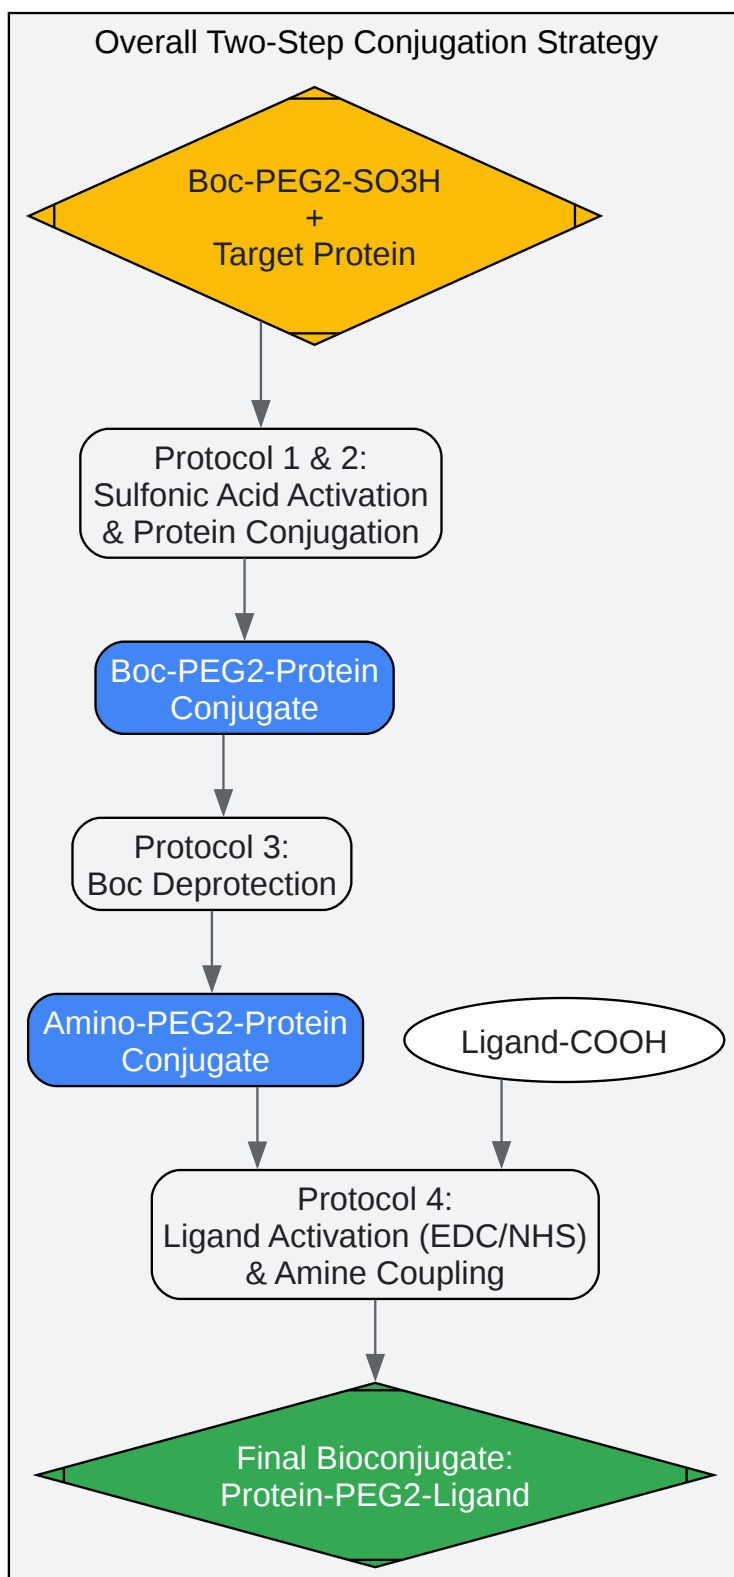 Overall Two-Step Conjugation Strategy
Boc-PEG2-SO3H
+
Target Protein
Protocol 1 & 2:
Sulfonic Acid Activation
& Protein Conjugation
Boc-PEG2-Protein
Conjugate
Protocol 3:
Boc Deprotection
Amino-PEG2-Protein
Conjugate
Ligand-COOH
Protocol 4:
Ligand Activation (EDC/NHS)
& Amine Coupling
Final Bioconjugate:
Protein-PEG2-Ligand